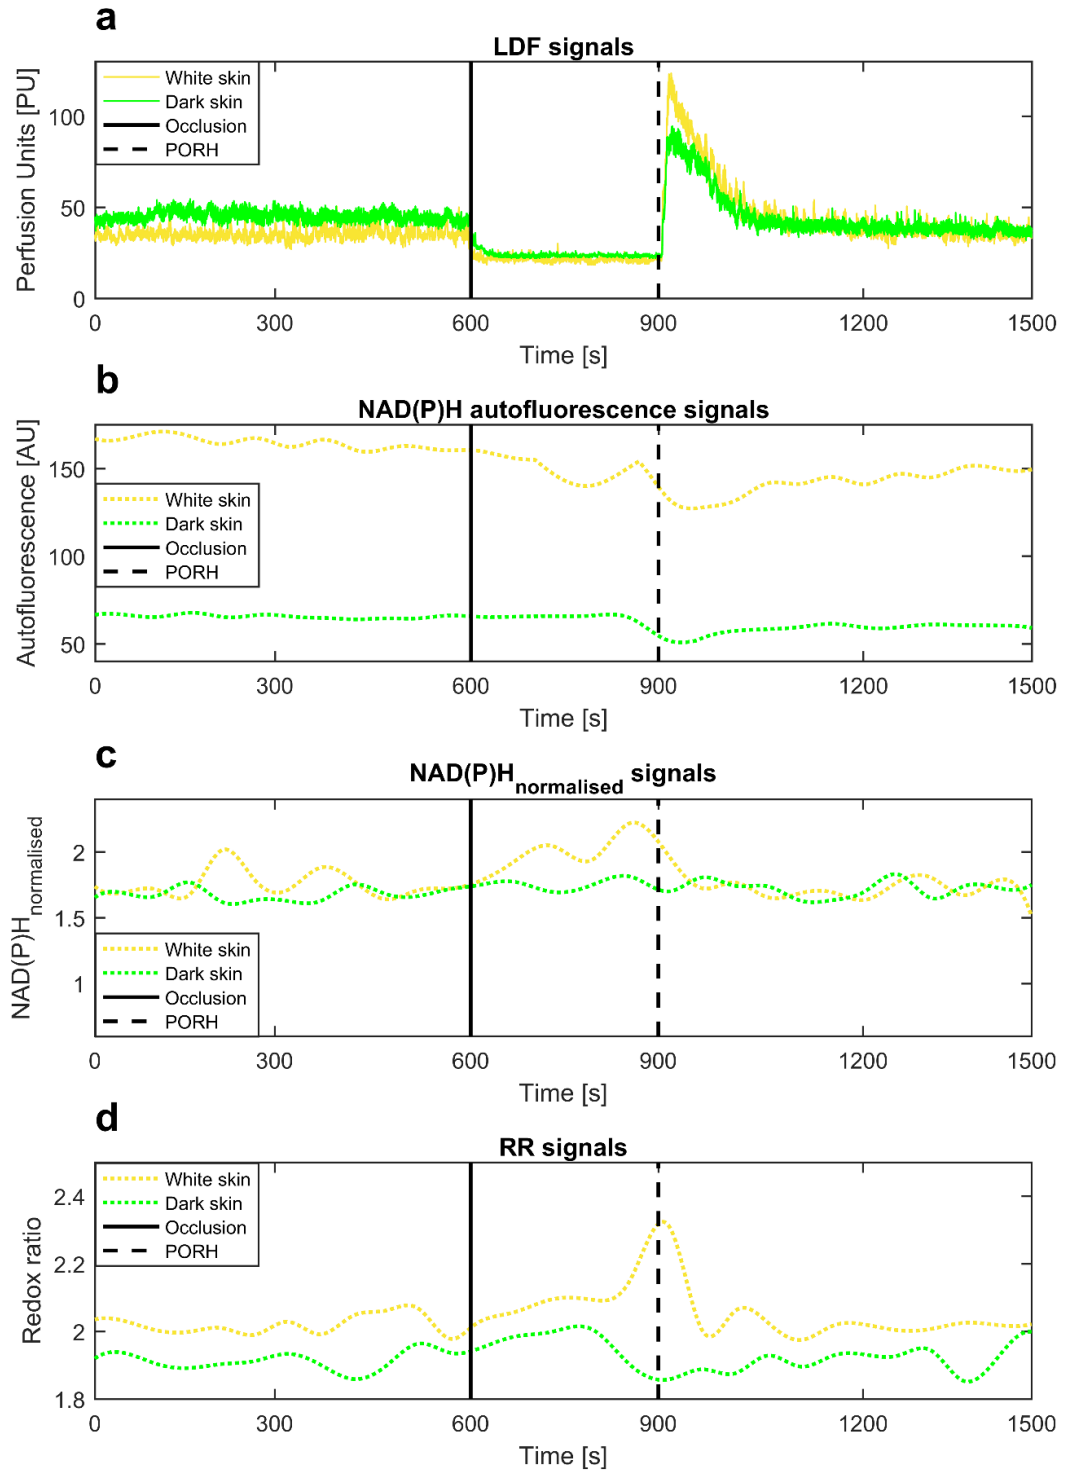 a
LDF signals
Perfusion Units [PU]
100
50
0
White skin
Dark skin
Occlusion
PORH
0 300 600 900 1200 1500
Time [s]
b
NAD(P)H autofluorescence signals
Autofluorescence [AU]
150
100
50
White skin
Dark skin
Occlusion
PORH
0 300 600 900 1200 1500
Time [s]
c
NAD(P)Hnormalised signals
NAD(P)Hnormalised
2
1.5
1
White skin
Dark skin
Occlusion
PORH
0 300 600 900 1200 1500
Time [s]
d
RR signals
Redox ratio
2.4
2.2
2
1.8
White skin
Dark skin
Occlusion
PORH
0 300 600 900 1200 1500
Time [s]